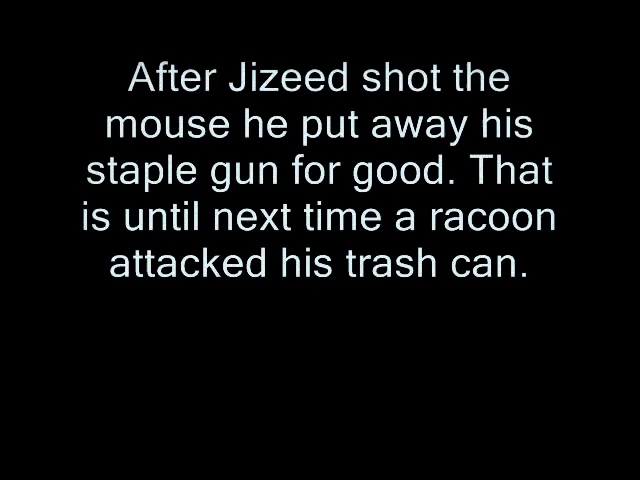 After Jizeed shot the
mouse he put away his
staple gun for good. That
is until next time a racoon
attacked his trash can.